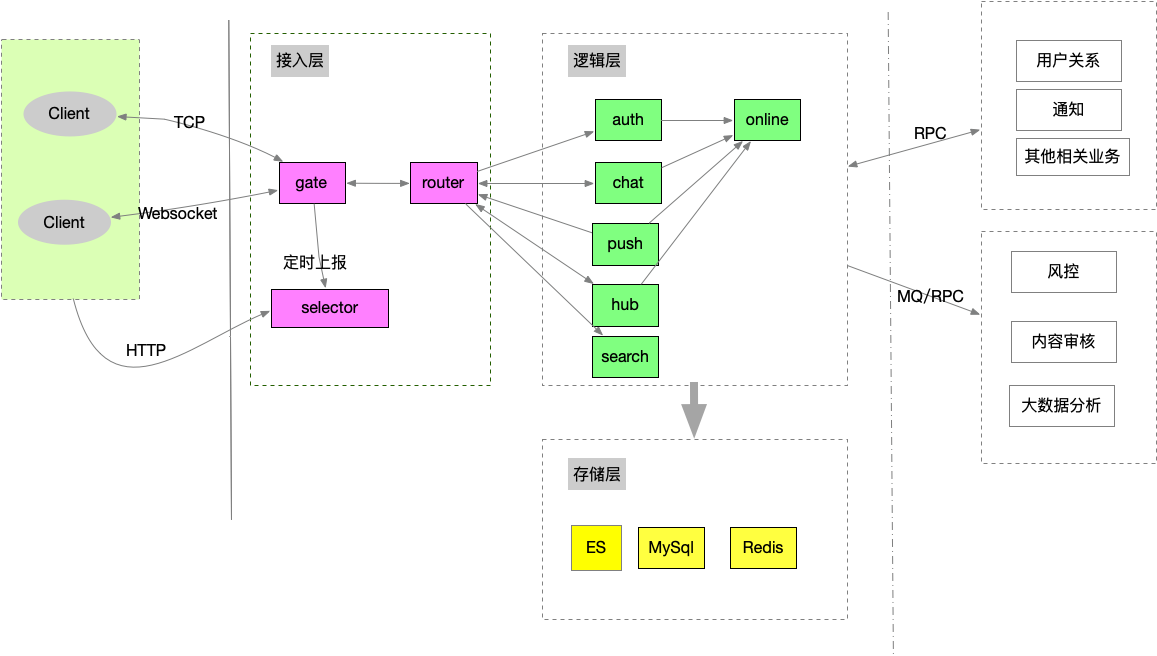 Client
Client
TCP
Websocket
HTTP
接入层
gate
router
定时上报
selector
逻辑层
auth
online
chat
push
hub
search
存储层
ES
MySql
Redis
RPC
MQ/RPC
用户关系
通知
其他相关业务
风控
内容审核
大数据分析